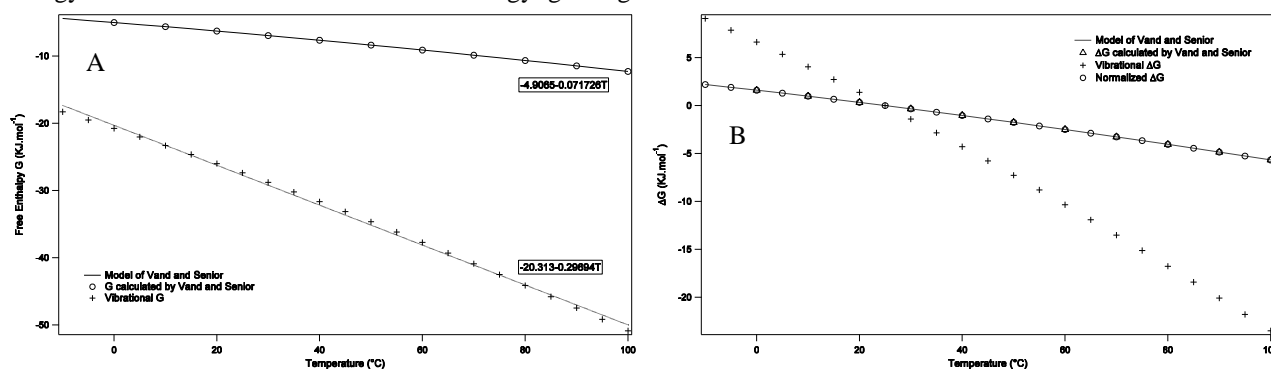 A
-4.9065-0.071726T
-20.313-0.29694T
Free Enthalpy G (KJ.mol⁻¹)
-10
-20
-30
-40
-50
Model of Vand and Senior
G calculated by Vand and Senior
Vibrational G
0
20
40
60
80
100
Temperature (°C)
B
Model of Vand and Senior
ΔG calculated by Vand and Senior
Vibrational ΔG
Normalized ΔG
ΔG (KJ.mol⁻¹)
5
0
-5
-10
-15
-20
0
20
40
60
80
Temperature (°C)